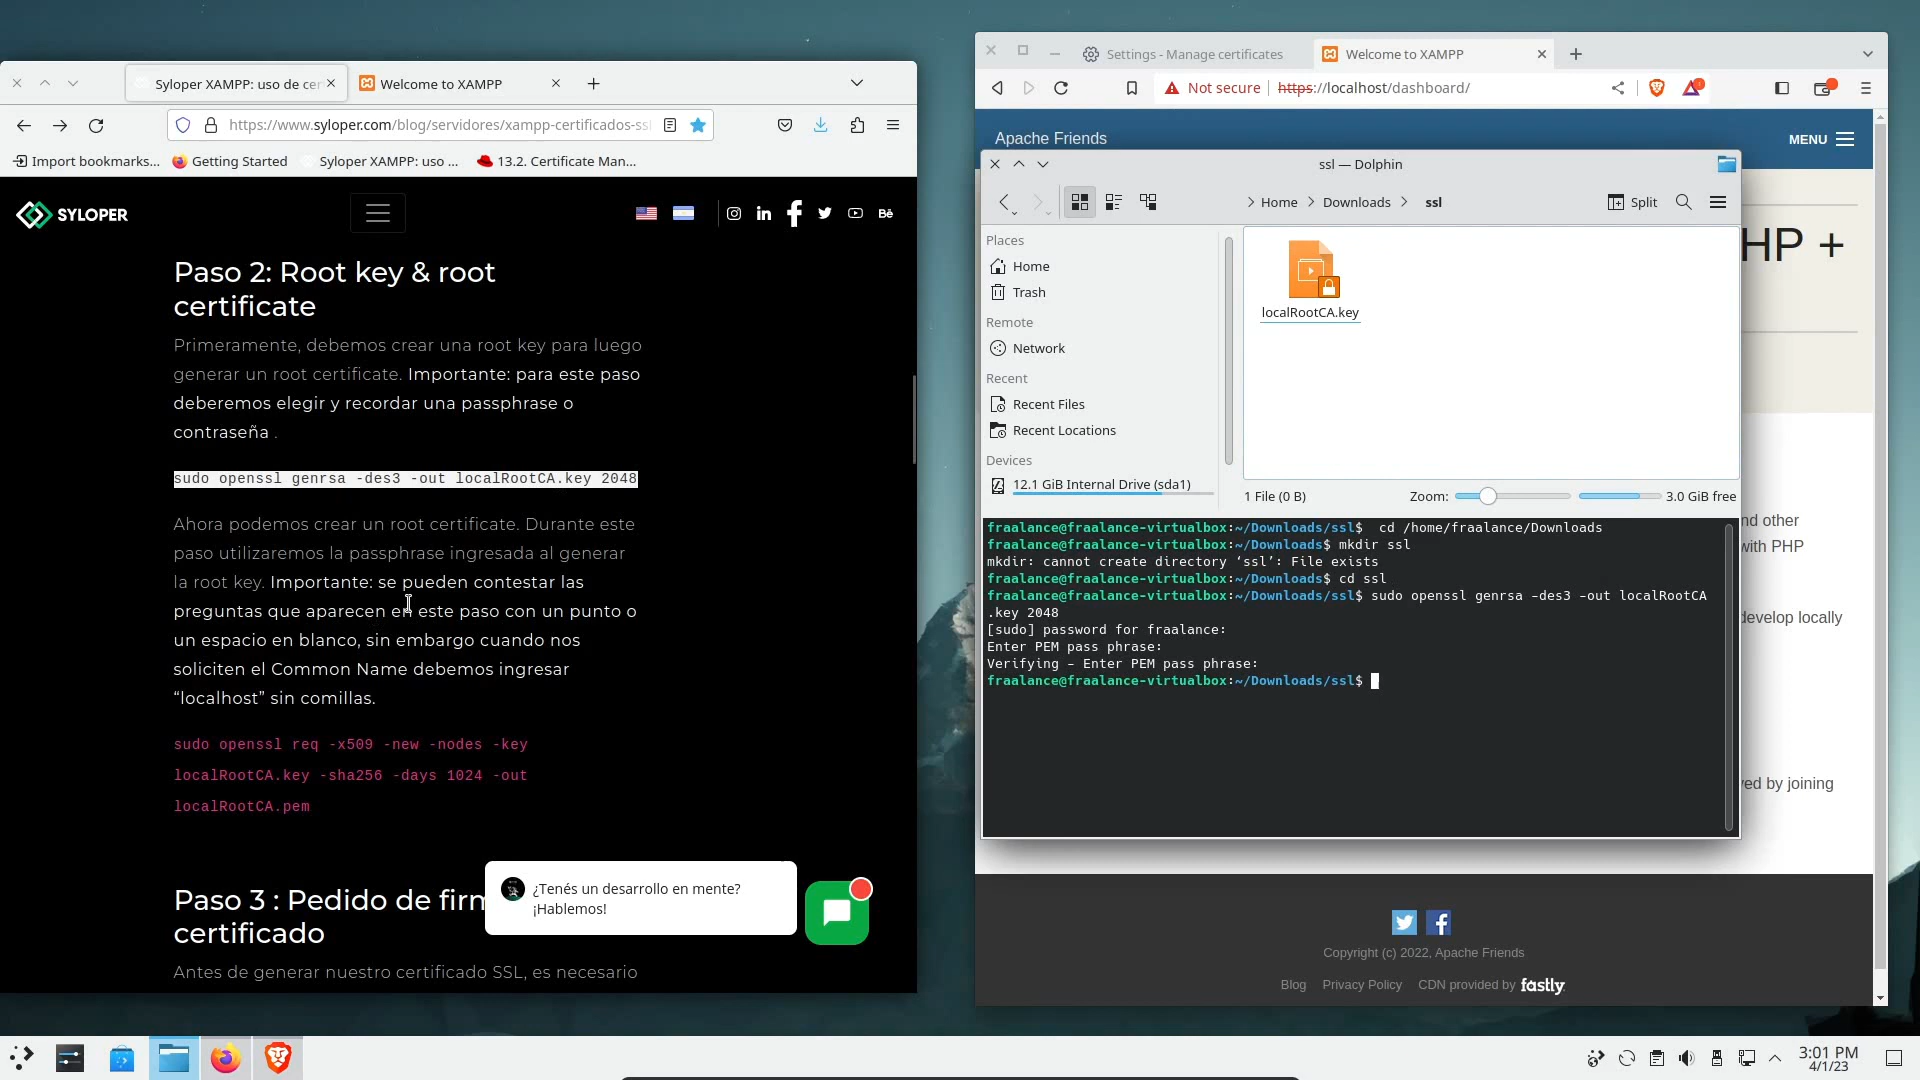 Syloper XAMPP: uso de cer
Welcome to XAMPP
https://www.syloper.com/blog/servidores/xampp-certificados-ssl
Import bookmarks...
Getting Started
Syloper XAMPP: uso ...
13.2. Certificate Man...
SYLOPER
Paso 2: Root key & root
certificate
Primeramente, debemos crear una root key para luego
generar un root certificate. Importante: para este paso
deberemos elegir y recordar una passphrase o
contraseña .
sudo openssl genrsa -des3 -out localRootCA.key 2048
Ahora podemos crear un root certificate. Durante este
paso utilizaremos la passphrase ingresada al generar
la root key. Importante: se pueden contestar las
preguntas que aparecen en este paso con un punto o
un espacio en blanco, sin embargo cuando nos
soliciten el Common Name debemos ingresar
“localhost” sin comillas.
sudo openssl req -x509 -new -nodes -key
localRootCA.key -sha256 -days 1024 -out
localRootCA.pem
Paso 3 : Pedido de firm
certificado
Antes de generar nuestro certificado SSL, es necesario
¿Tenés un desarrollo en mente?
¡Hablemos!
Settings - Manage certificates
Welcome to XAMPP
Not secure
https://localhost/dashboard/
Apache Friends
MENU
HP +
nd other
with PHP
develop locally
ved by joining
Copyright (c) 2022, Apache Friends
Blog
Privacy Policy
CDN provided by fastly
ssl — Dolphin
Home
Downloads
ssl
Split
Places
Home
Trash
Remote
Network
Recent
Recent Files
Recent Locations
Devices
12.1 GiB Internal Drive (sda1)
localRootCA.key
1 File (0 B)
Zoom:
3.0 GiB free
fraalance@fraalance-virtualbox:~/Downloads/ssl$  cd /home/fraalance/Downloads
fraalance@fraalance-virtualbox:~/Downloads$ mkdir ssl
mkdir: cannot create directory ‘ssl’: File exists
fraalance@fraalance-virtualbox:~/Downloads$ cd ssl
fraalance@fraalance-virtualbox:~/Downloads/ssl$ sudo openssl genrsa -des3 -out localRootCA
.key 2048
[sudo] password for fraalance:
Enter PEM pass phrase:
Verifying - Enter PEM pass phrase:
fraalance@fraalance-virtualbox:~/Downloads/ssl$
Bē
3:01 PM
4/1/23